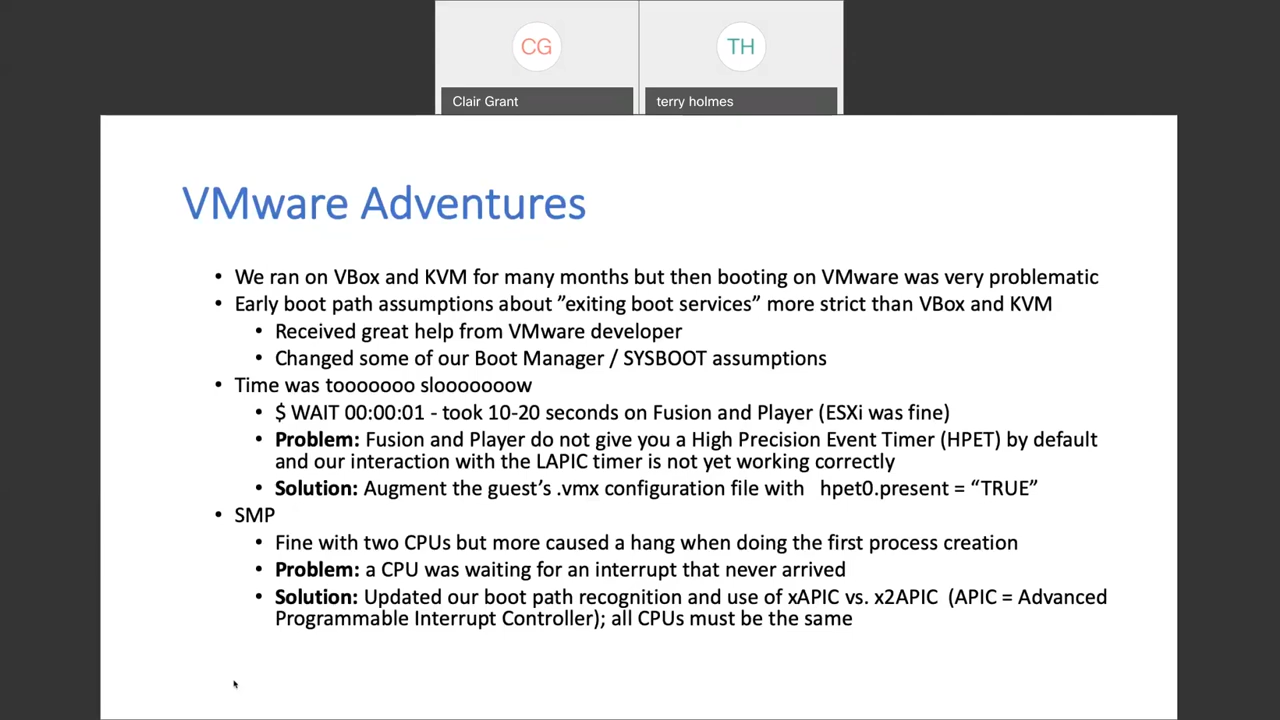 CG
TH
Clair Grant
terry holmes
VMware Adventures
• We ran on VBox and KVM for many months but then booting on VMware was very problematic
• Early boot path assumptions about ”exiting boot services” more strict than VBox and KVM
• Received great help from VMware developer
• Changed some of our Boot Manager / SYSBOOT assumptions
• Time was tooooooo slooooooow
• $ WAIT 00:00:01 - took 10-20 seconds on Fusion and Player (ESXi was fine)
• Problem: Fusion and Player do not give you a High Precision Event Timer (HPET) by default
and our interaction with the LAPIC timer is not yet working correctly
• Solution: Augment the guest’s .vmx configuration file with hpet0.present = “TRUE”
• SMP
• Fine with two CPUs but more caused a hang when doing the first process creation
• Problem: a CPU was waiting for an interrupt that never arrived
• Solution: Updated our boot path recognition and use of xAPIC vs. x2APIC (APIC = Advanced
Programmable Interrupt Controller); all CPUs must be the same